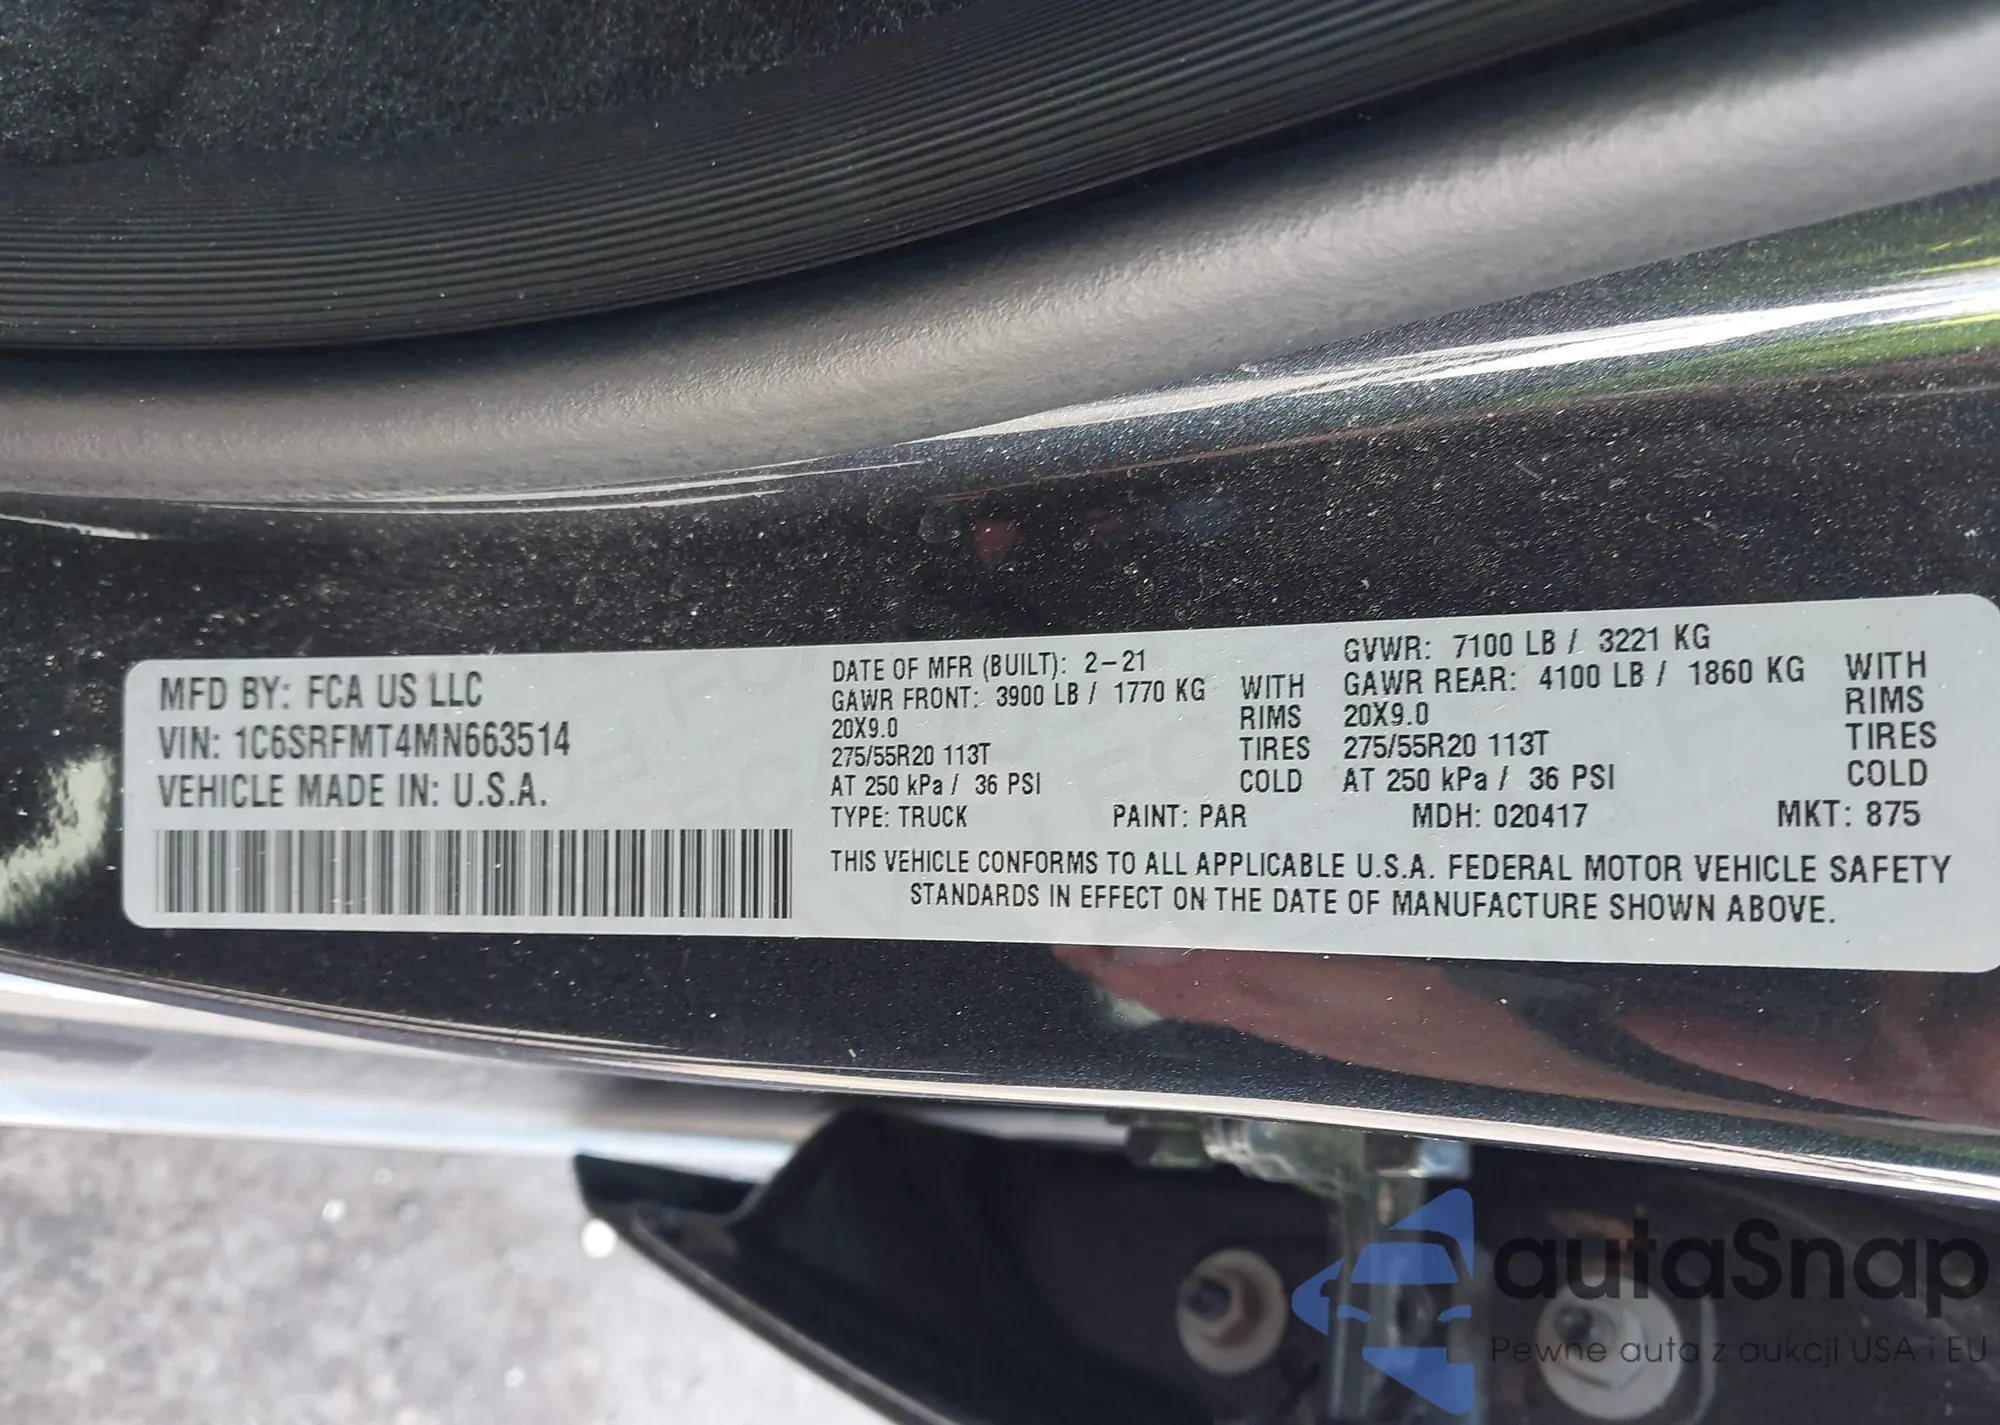 MFD BY: FCA US LLC
VIN: 1C6SRFMT4MN663514
VEHICLE MADE IN: U.S.A.
DATE OF MFR (BUILT): 2-21
GAWR FRONT: 3900 LB / 1770 KG WITH
20X9.0 RIMS
275/55R20 113T TIRES
AT 250 kPa / 36 PSI COLD
GVWR: 7100 LB / 3221 KG
GAWR REAR: 4100 LB / 1860 KG WITH
20X9.0 RIMS
275/55R20 113T TIRES
AT 250 kPa / 36 PSI COLD
TYPE: TRUCK PAINT: PAR MDH: 020417 MKT: 875
THIS VEHICLE CONFORMS TO ALL APPLICABLE U.S.A. FEDERAL MOTOR VEHICLE SAFETY
STANDARDS IN EFFECT ON THE DATE OF MANUFACTURE SHOWN ABOVE.
autaSnap
Pewne auta z aukcji USA i EU